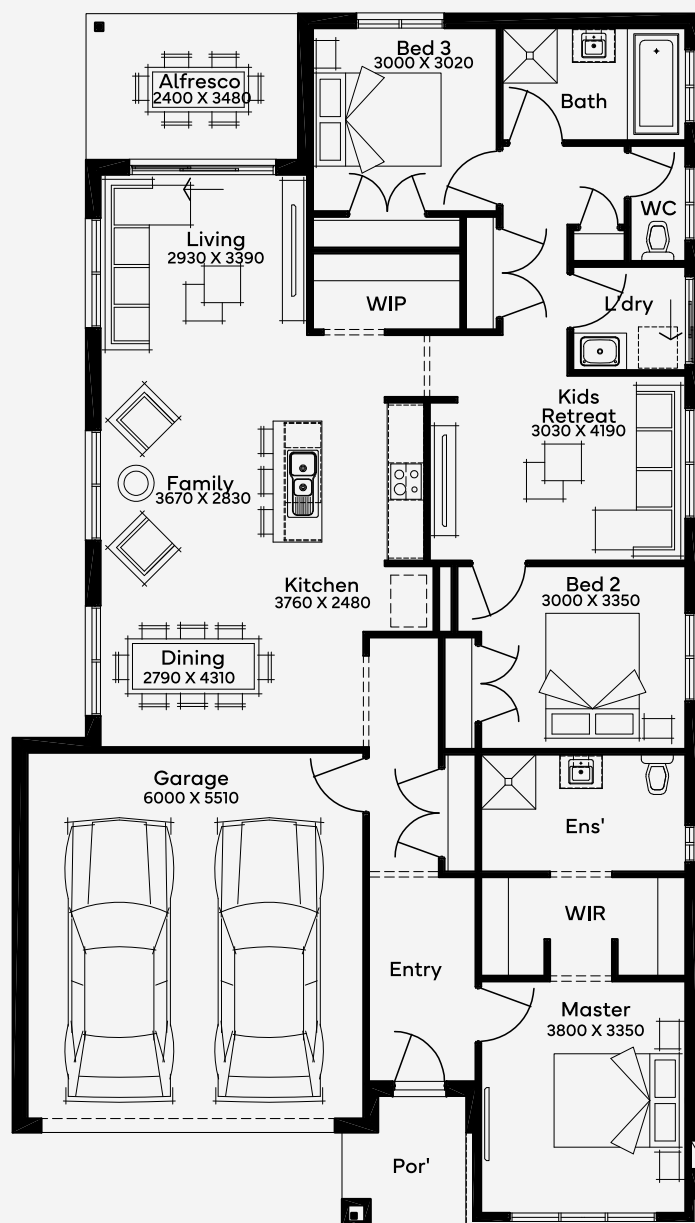 Bed 3
3000 X 3020
Alfresco
2400 X 3480
Bath
WC
Living
2930 X 3390
WIP
L'dry
Kids
Retreat
3030 X 4190
Family
3670 X 2830
Kitchen
3760 X 2480
Bed 2
3000 X 3350
Dining
2790 X 4310
Garage
6000 X 5510
Ens'
WIR
Entry
Master
3800 X 3350
Por'